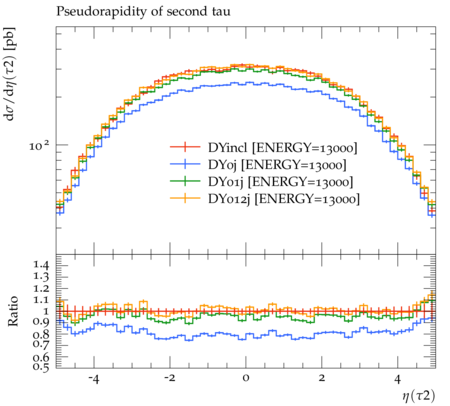 Pseudorapidity of second tau
dσ/dη(τ2) [pb]
10²
DYincl [ENERGY=13000]
DY0j [ENERGY=13000]
DY01j [ENERGY=13000]
DY012j [ENERGY=13000]
Ratio
1.4
1.3
1.2
1.1
1
0.9
0.8
0.7
0.6
0.5
-4 -2 0 2 4
η(τ2)